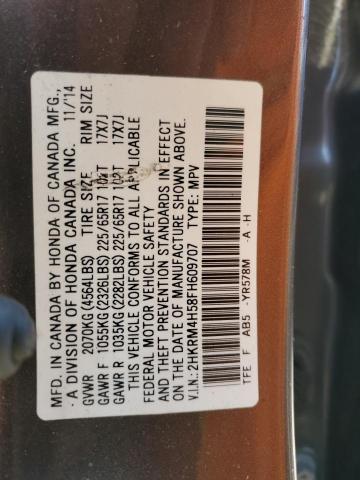 MFD. IN CANADA BY HONDA OF CANADA MFG.,
- A DIVISION OF HONDA CANADA INC. 11/'14
GVWR 2070KG (4564LBS) TIRE SIZE RIM SIZE
GAWR F 1055KG (2326LBS) 225/65R17 102T 17X7J
GAWR R 1035KG (2282LBS) 225/65R17 102T 17X7J
THIS VEHICLE CONFORMS TO ALL APPLICABLE
FEDERAL MOTOR VEHICLE SAFETY
AND THEFT PREVENTION STANDARDS IN EFFECT
ON THE DATE OF MANUFACTURE SHOWN ABOVE.
V.I.N.: 2HKRM4H58FH609707 TYPE: MPV
TFE F AB5 -YR578M -A-H